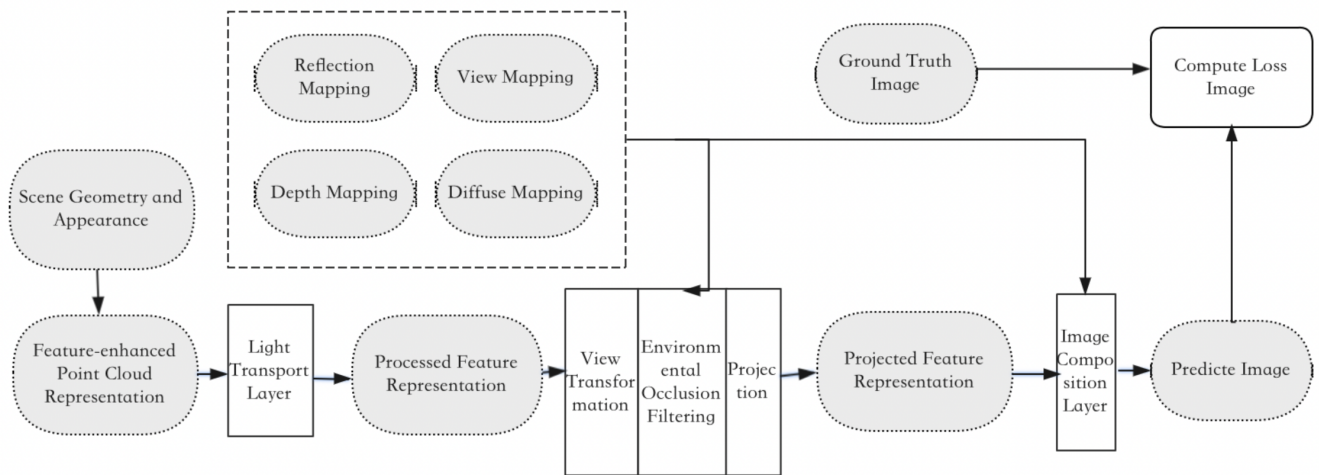 Reflection
Mapping
View Mapping
Ground Truth
Image
Compute Loss
Image
Depth Mapping
Diffuse Mapping
Scene Geometry and
Appearance
Feature-enhanced
Point Cloud
Representation
Light
Transport
Layer
Processed Feature
Representation
View
Transfor
mation
Environm
ental
Occlusion
Filtering
Projec
tion
Projected Feature
Representation
Image
Compo
sition
Layer
Predicte Image